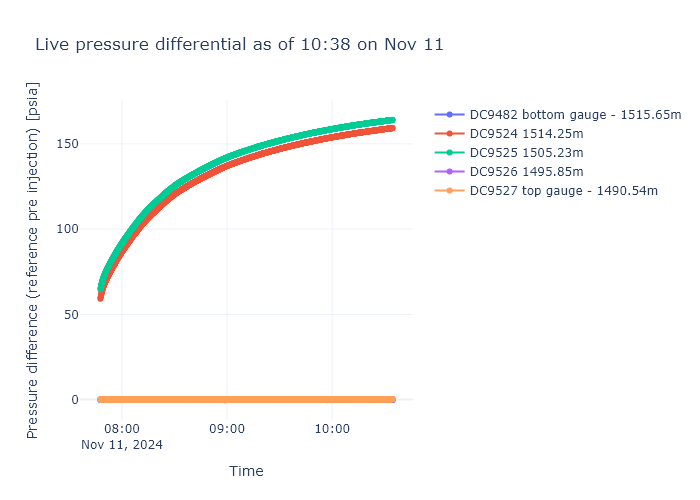 Live pressure differential as of 10:38 on Nov 11
Pressure difference (reference pre injection) [psia]
150
100
50
0
08:00
Nov 11, 2024
09:00
10:00
Time
DC9482 bottom gauge - 1515.65m
DC9524 1514.25m
DC9525 1505.23m
DC9526 1495.85m
DC9527 top gauge - 1490.54m